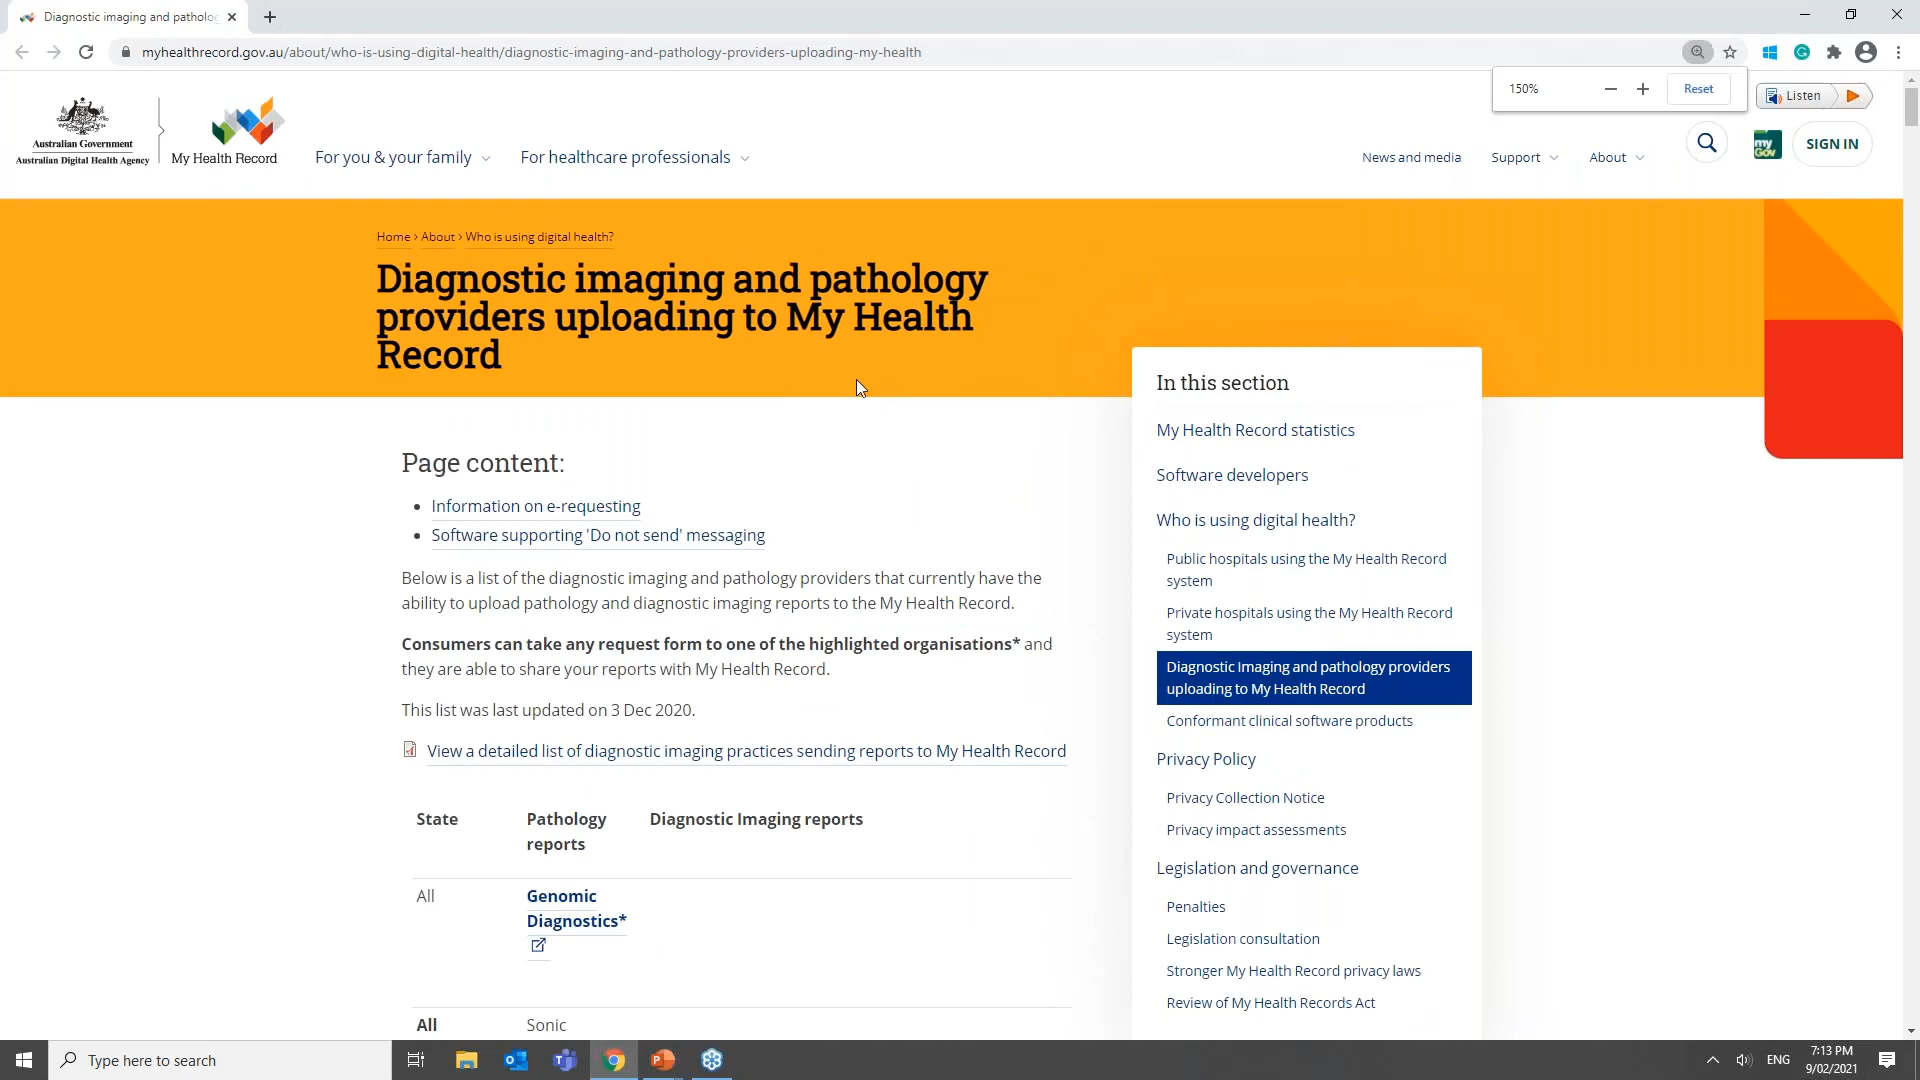 Diagnostic imaging and patholo
myhealthrecord.gov.au/about/who-is-using-digital-health/diagnostic-imaging-and-pathology-providers-uploading-my-health
150%
Reset
Listen
Australian Government
Australian Digital Health Agency
My Health Record
For you & your family
For healthcare professionals
News and media
Support
About
my
Gov
SIGN IN
Home › About › Who is using digital health?
Diagnostic imaging and pathology
providers uploading to My Health
Record
Page content:
• Information on e-requesting
• Software supporting 'Do not send' messaging
Below is a list of the diagnostic imaging and pathology providers that currently have the
ability to upload pathology and diagnostic imaging reports to the My Health Record.
Consumers can take any request form to one of the highlighted organisations* and
they are able to share your reports with My Health Record.
This list was last updated on 3 Dec 2020.
View a detailed list of diagnostic imaging practices sending reports to My Health Record
State Pathology Diagnostic Imaging reports
reports
All Genomic
Diagnostics*
All Sonic
In this section
My Health Record statistics
Software developers
Who is using digital health?
Public hospitals using the My Health Record
system
Private hospitals using the My Health Record
system
Diagnostic Imaging and pathology providers
uploading to My Health Record
Conformant clinical software products
Privacy Policy
Privacy Collection Notice
Privacy impact assessments
Legislation and governance
Penalties
Legislation consultation
Stronger My Health Record privacy laws
Review of My Health Records Act
Type here to search
ENG
7:13 PM
9/02/2021